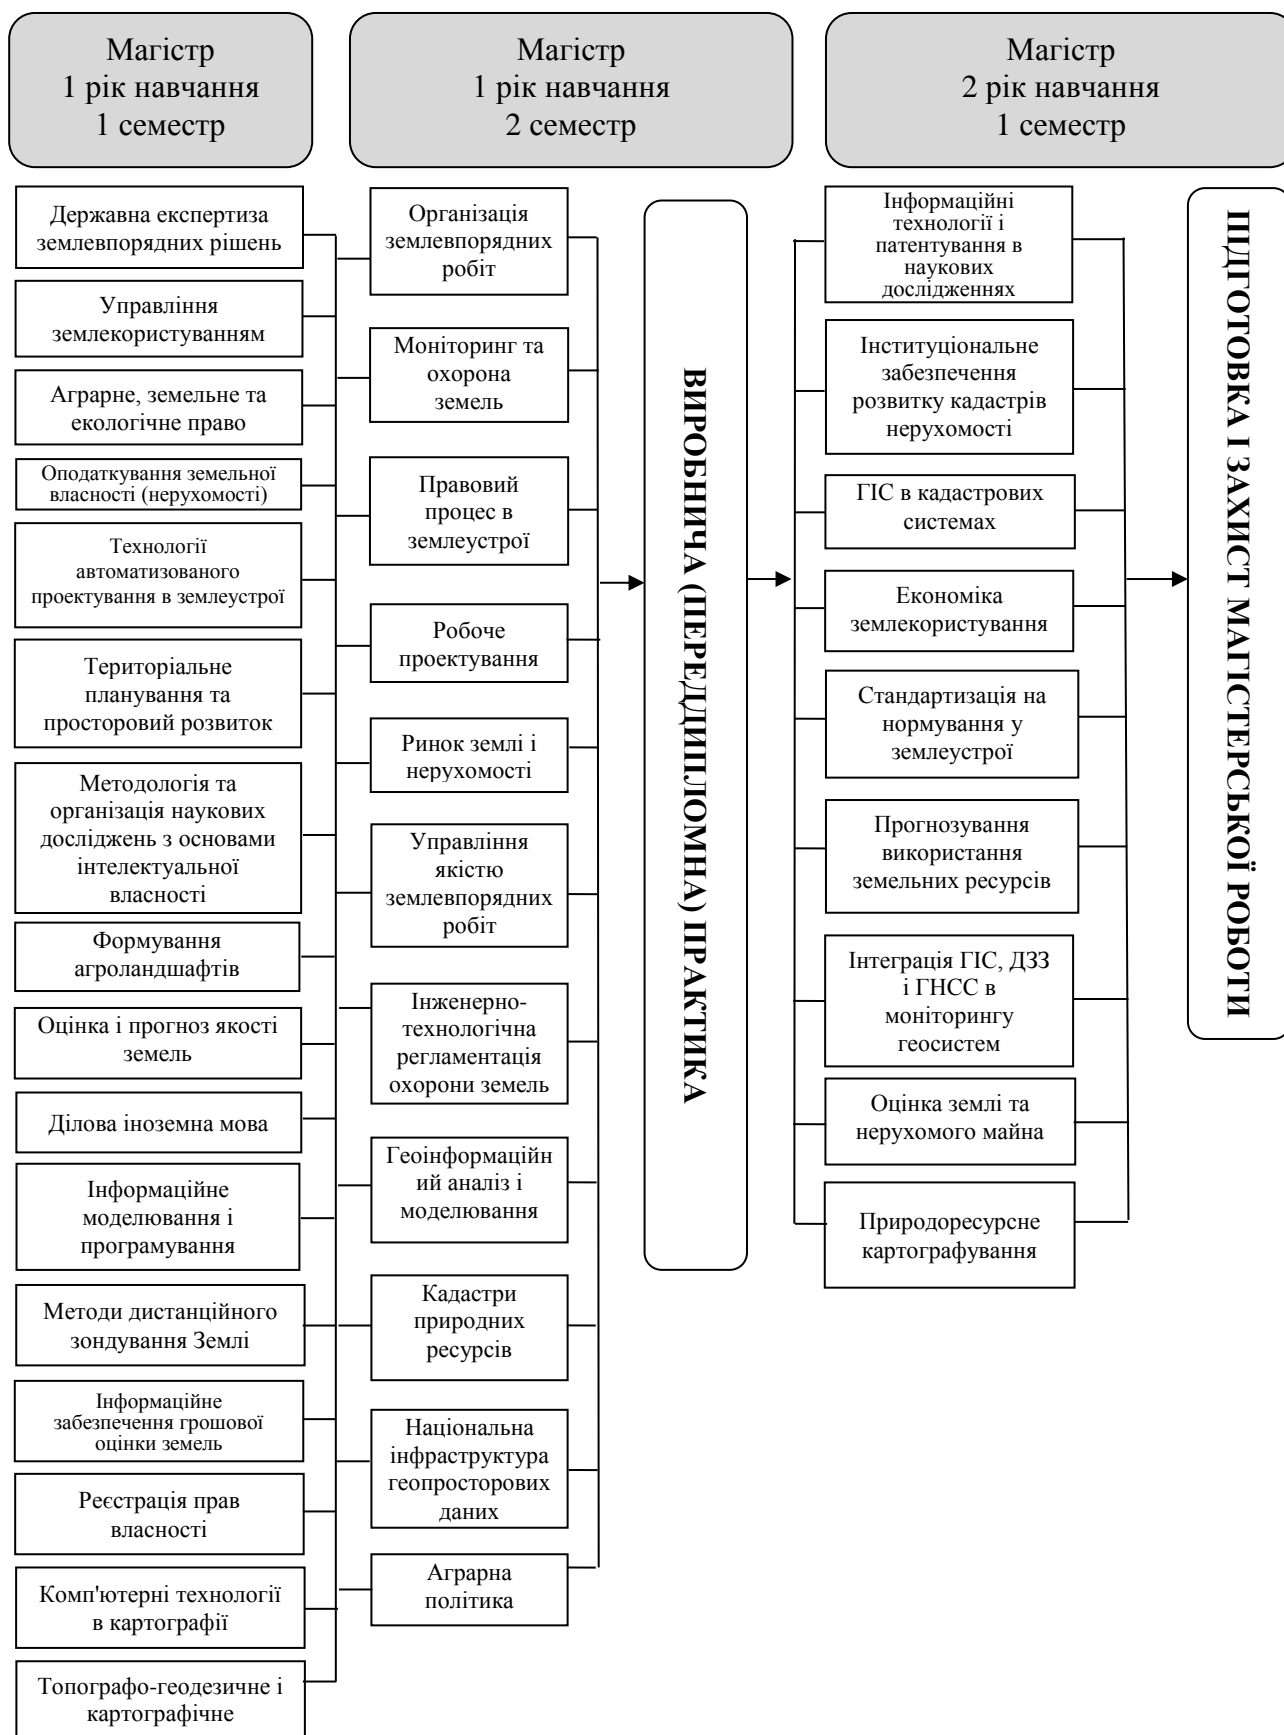 Магістр
1 рік навчання
1 семестр
Магістр
1 рік навчання
2 семестр
Магістр
2 рік навчання
1 семестр
Державна експертиза
землевпорядних рішень
Управління
землекористуванням
Аграрне, земельне та
екологічне право
Оподаткування земельної
власності (нерухомості)
Технології
автоматизованого
проектування в землеустрої
Територіальне
планування та
просторовий розвиток
Методологія та
організація наукових
досліджень з основами
інтелектуальної
власності
Формування
агроландшафтів
Оцінка і прогноз якості
земель
Ділова іноземна мова
Інформаційне
моделювання і
програмування
Методи дистанційного
зондування Землі
Інформаційне
забезпечення грошової
оцінки земель
Реєстрація прав
власності
Комп'ютерні технології
в картографії
Топографо-геодезичне і
картографічне
Організація
землевпорядних
робіт
Моніторинг та
охорона
земель
Правовий
процес в
землеустрої
Робоче
проектування
Ринок землі і
нерухомості
Управління
якістю
землевпорядних
робіт
Інженерно-
технологічна
регламентація
охорони земель
Геоінформаційн
ий аналіз і
моделювання
Кадастри
природних
ресурсів
Національна
інфраструктура
геопросторових
даних
Аграрна
політика
ВИРОБНИЧА (ПЕРЕДДИПЛОМНА) ПРАКТИКА
Інформаційні
технології і
патентування в
наукових
дослідженнях
Інституціональне
забезпечення
розвитку кадастрів
нерухомості
ГІС в кадастрових
системах
Економіка
землекористування
Стандартизація на
нормування у
землеустрої
Прогнозування
використання
земельних ресурсів
Інтеграція ГІС, ДЗЗ
і ГНСС в
моніторингу
геосистем
Оцінка землі та
нерухомого майна
Природоресурсне
картографування
ПІДГОТОВКА І ЗАХИСТ МАГІСТЕРСЬКОЇ РОБОТИ